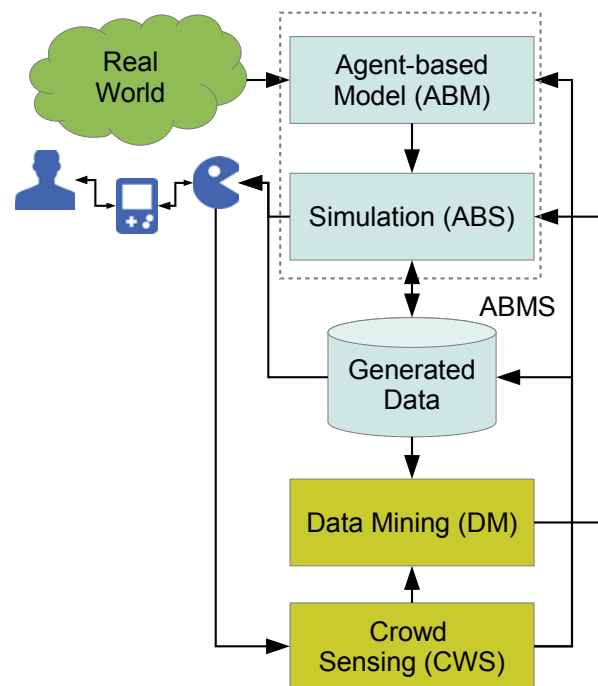 Real
World
Agent-based
Model (ABM)
Simulation (ABS)
ABMS
Generated
Data
Data Mining (DM)
Crowd
Sensing (CWS)